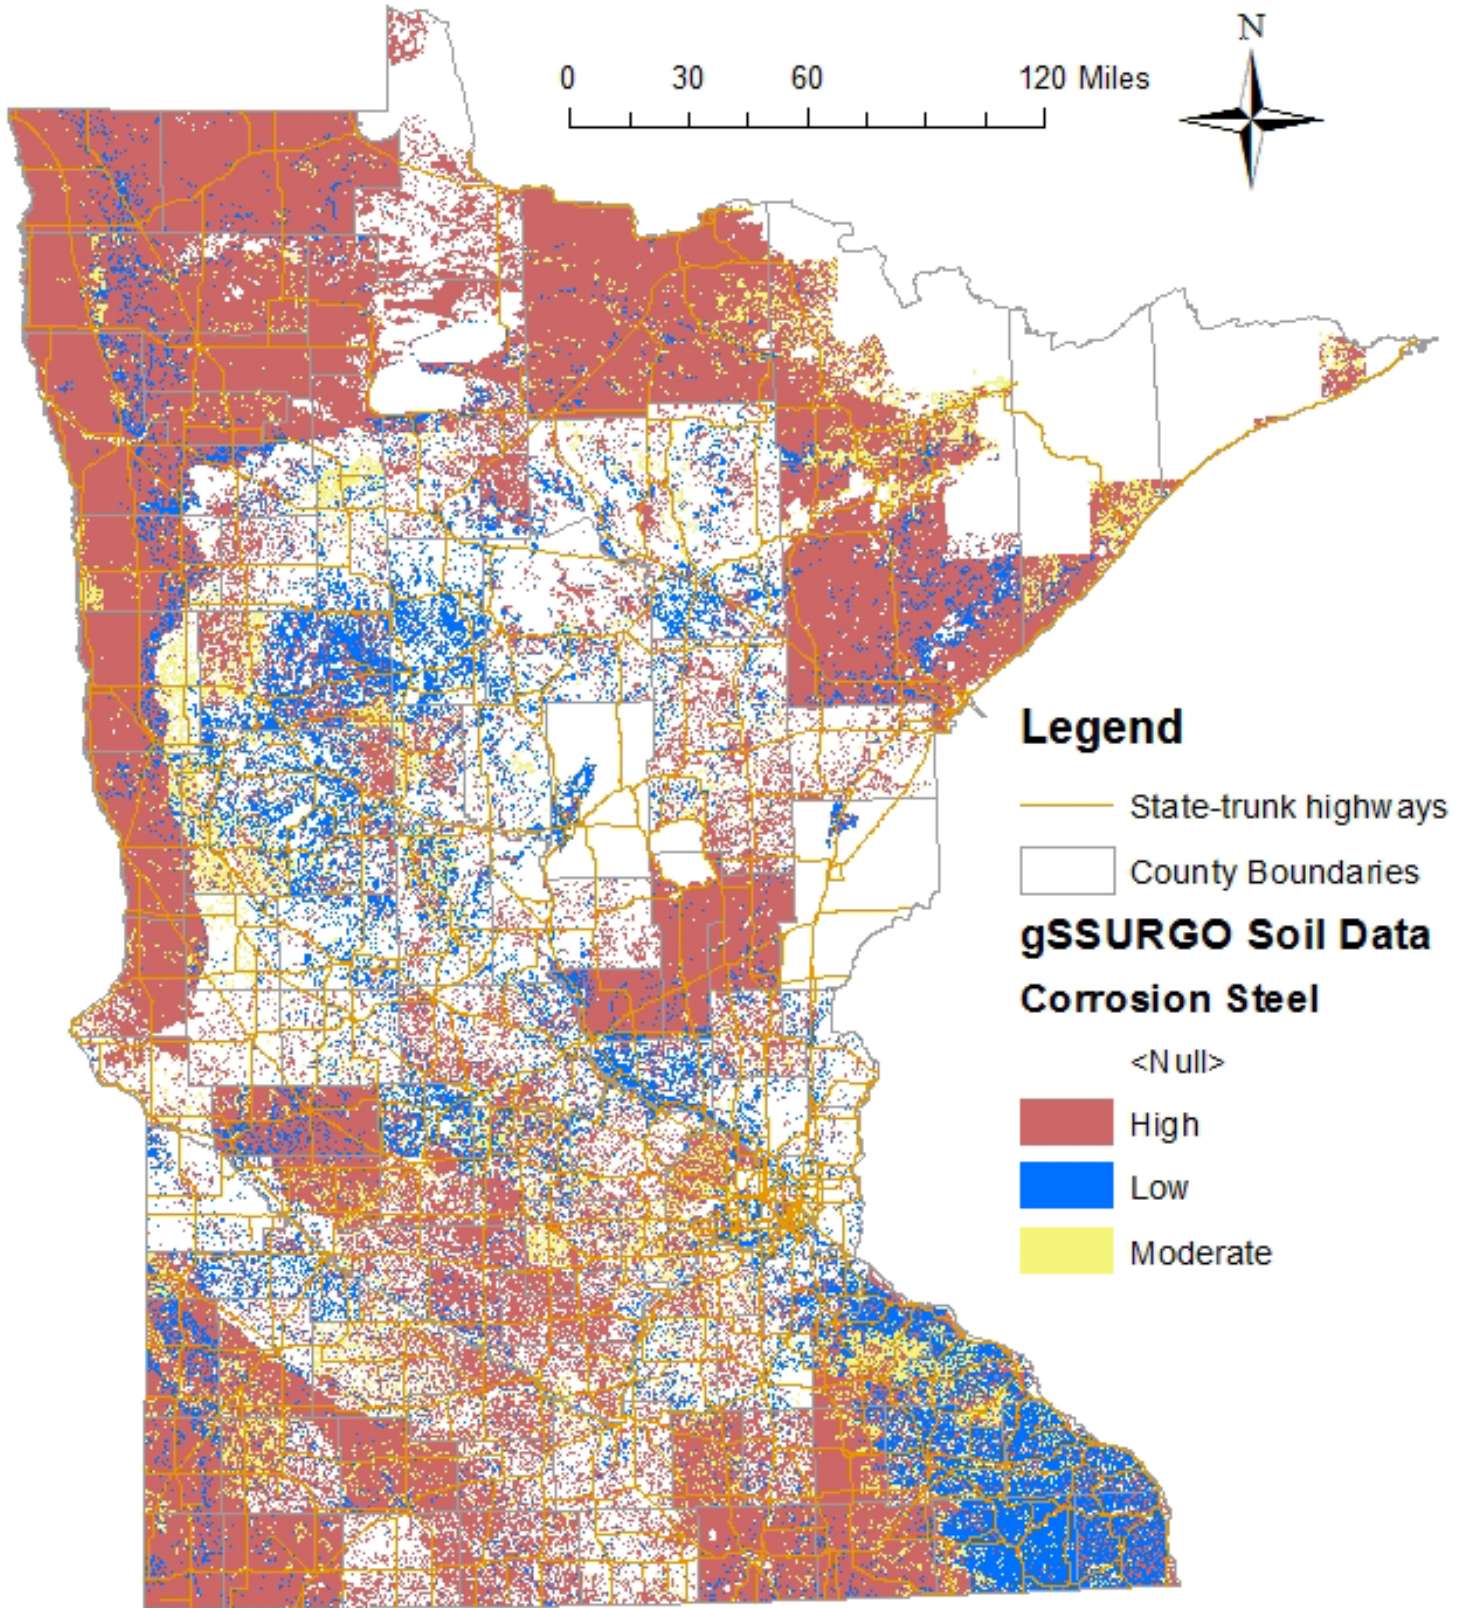 N
0 30 60 120 Miles
Legend
State-trunk highways
County Boundaries
gSSURGO Soil Data
Corrosion Steel
<Null>
High
Low
Moderate